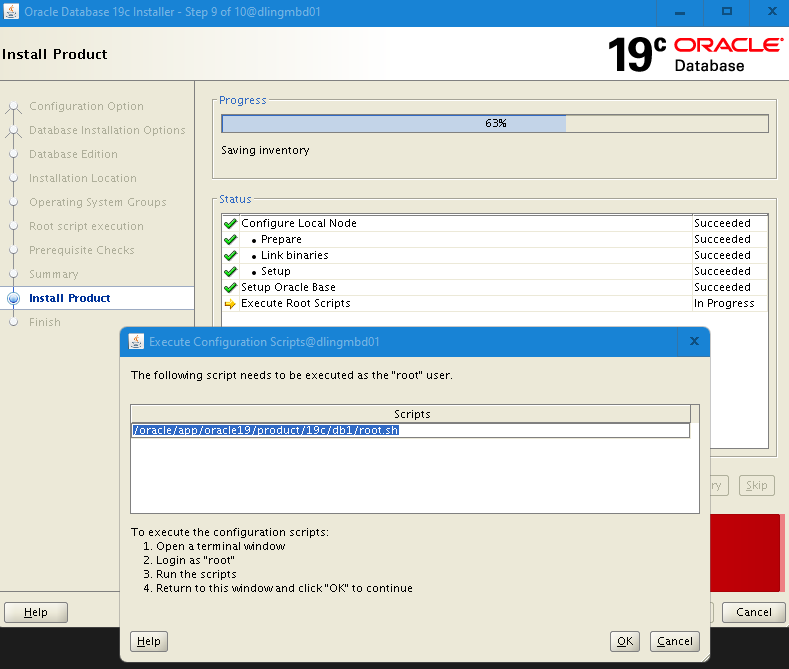 Oracle Database 19c Installer - Step 9 of 10@dlingmbd01
Install Product
19c ORACLE
Database
Configuration Option
Database Installation Options
Database Edition
Installation Location
Operating System Groups
Root script execution
Prerequisite Checks
Summary
Install Product
Finish
Progress
63%
Saving inventory
Status
Configure Local Node Succeeded
• Prepare Succeeded
• Link binaries Succeeded
• Setup Succeeded
Setup Oracle Base Succeeded
Execute Root Scripts In Progress
ry Skip
Help Cancel
Execute Configuration Scripts@dlingmbd01
The following script needs to be executed as the "root" user.
Scripts
/oracle/app/oracle19/product/19c/db1/root.sh
To execute the configuration scripts:
1. Open a terminal window
2. Login as "root"
3. Run the scripts
4. Return to this window and click "OK" to continue
Help OK Cancel